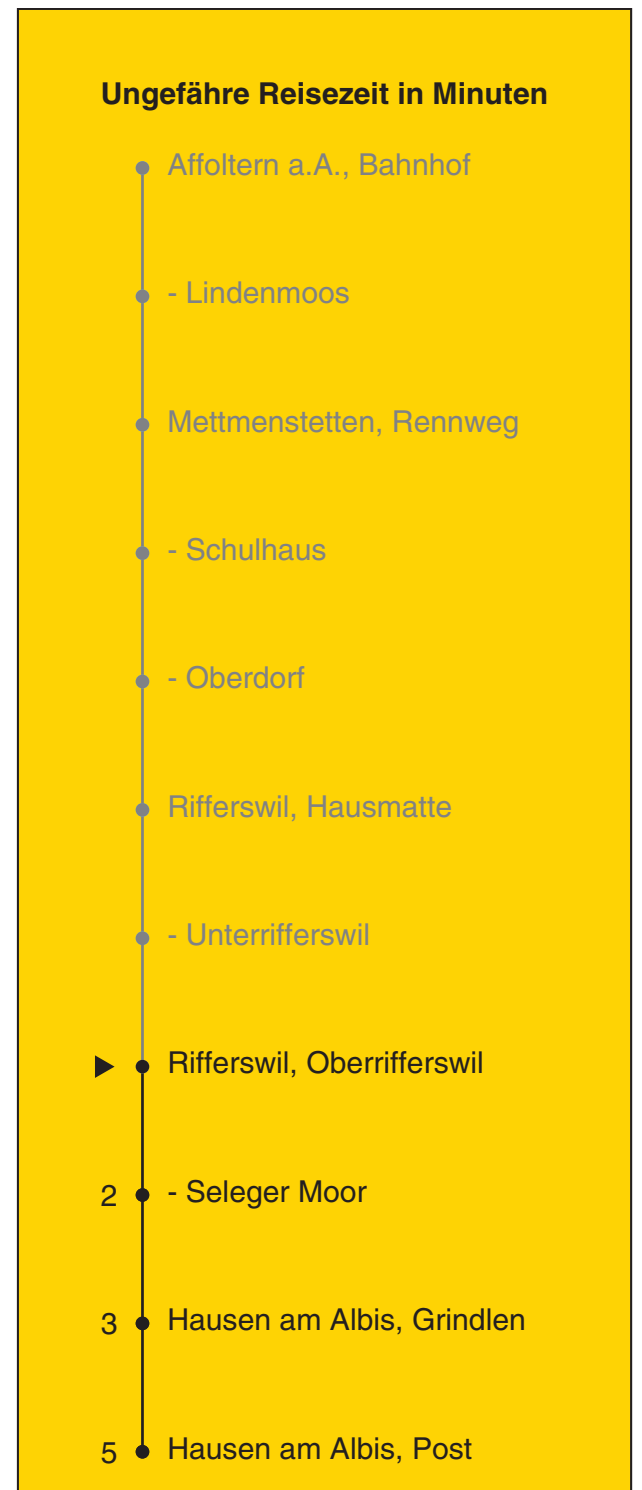 Ungefähre Reisezeit in Minuten
Affoltern a.A., Bahnhof
- Lindenmoos
Mettmenstetten, Rennweg
- Schulhaus
- Oberdorf
Rifferswil, Hausmatte
- Unterrifferswil
Rifferswil, Oberrifferswil
2 - Seleger Moor
3 Hausen am Albis, Grindlen
5 Hausen am Albis, Post